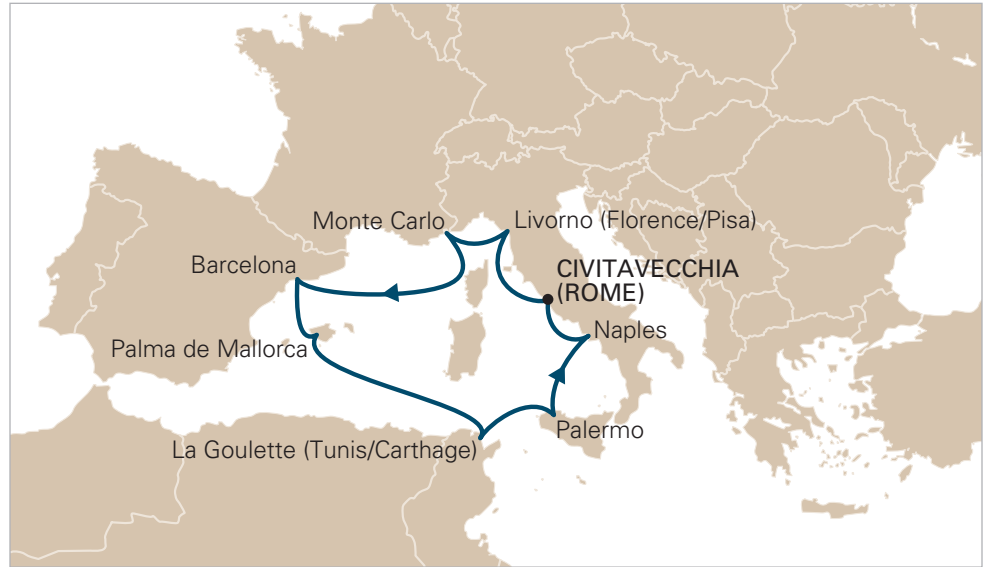 Monte Carlo
Livorno (Florence/Pisa)
Barcelona
CIVITAVECCHIA
(ROME)
Naples
Palma de Mallorca
Palermo
La Goulette (Tunis/Carthage)